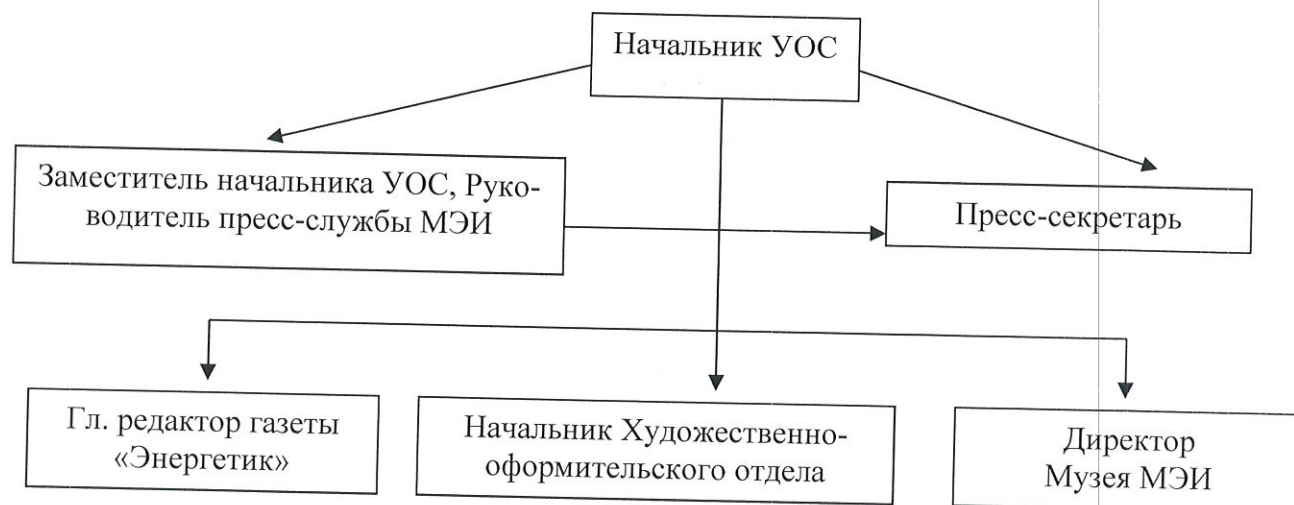 Начальник УОС
Заместитель начальника УОС, Руко-
водитель пресс-службы МЭИ
Пресс-секретарь
Гл. редактор газеты
«Энергетик»
Начальник Художественно-
оформительского отдела
Директор
Музея МЭИ